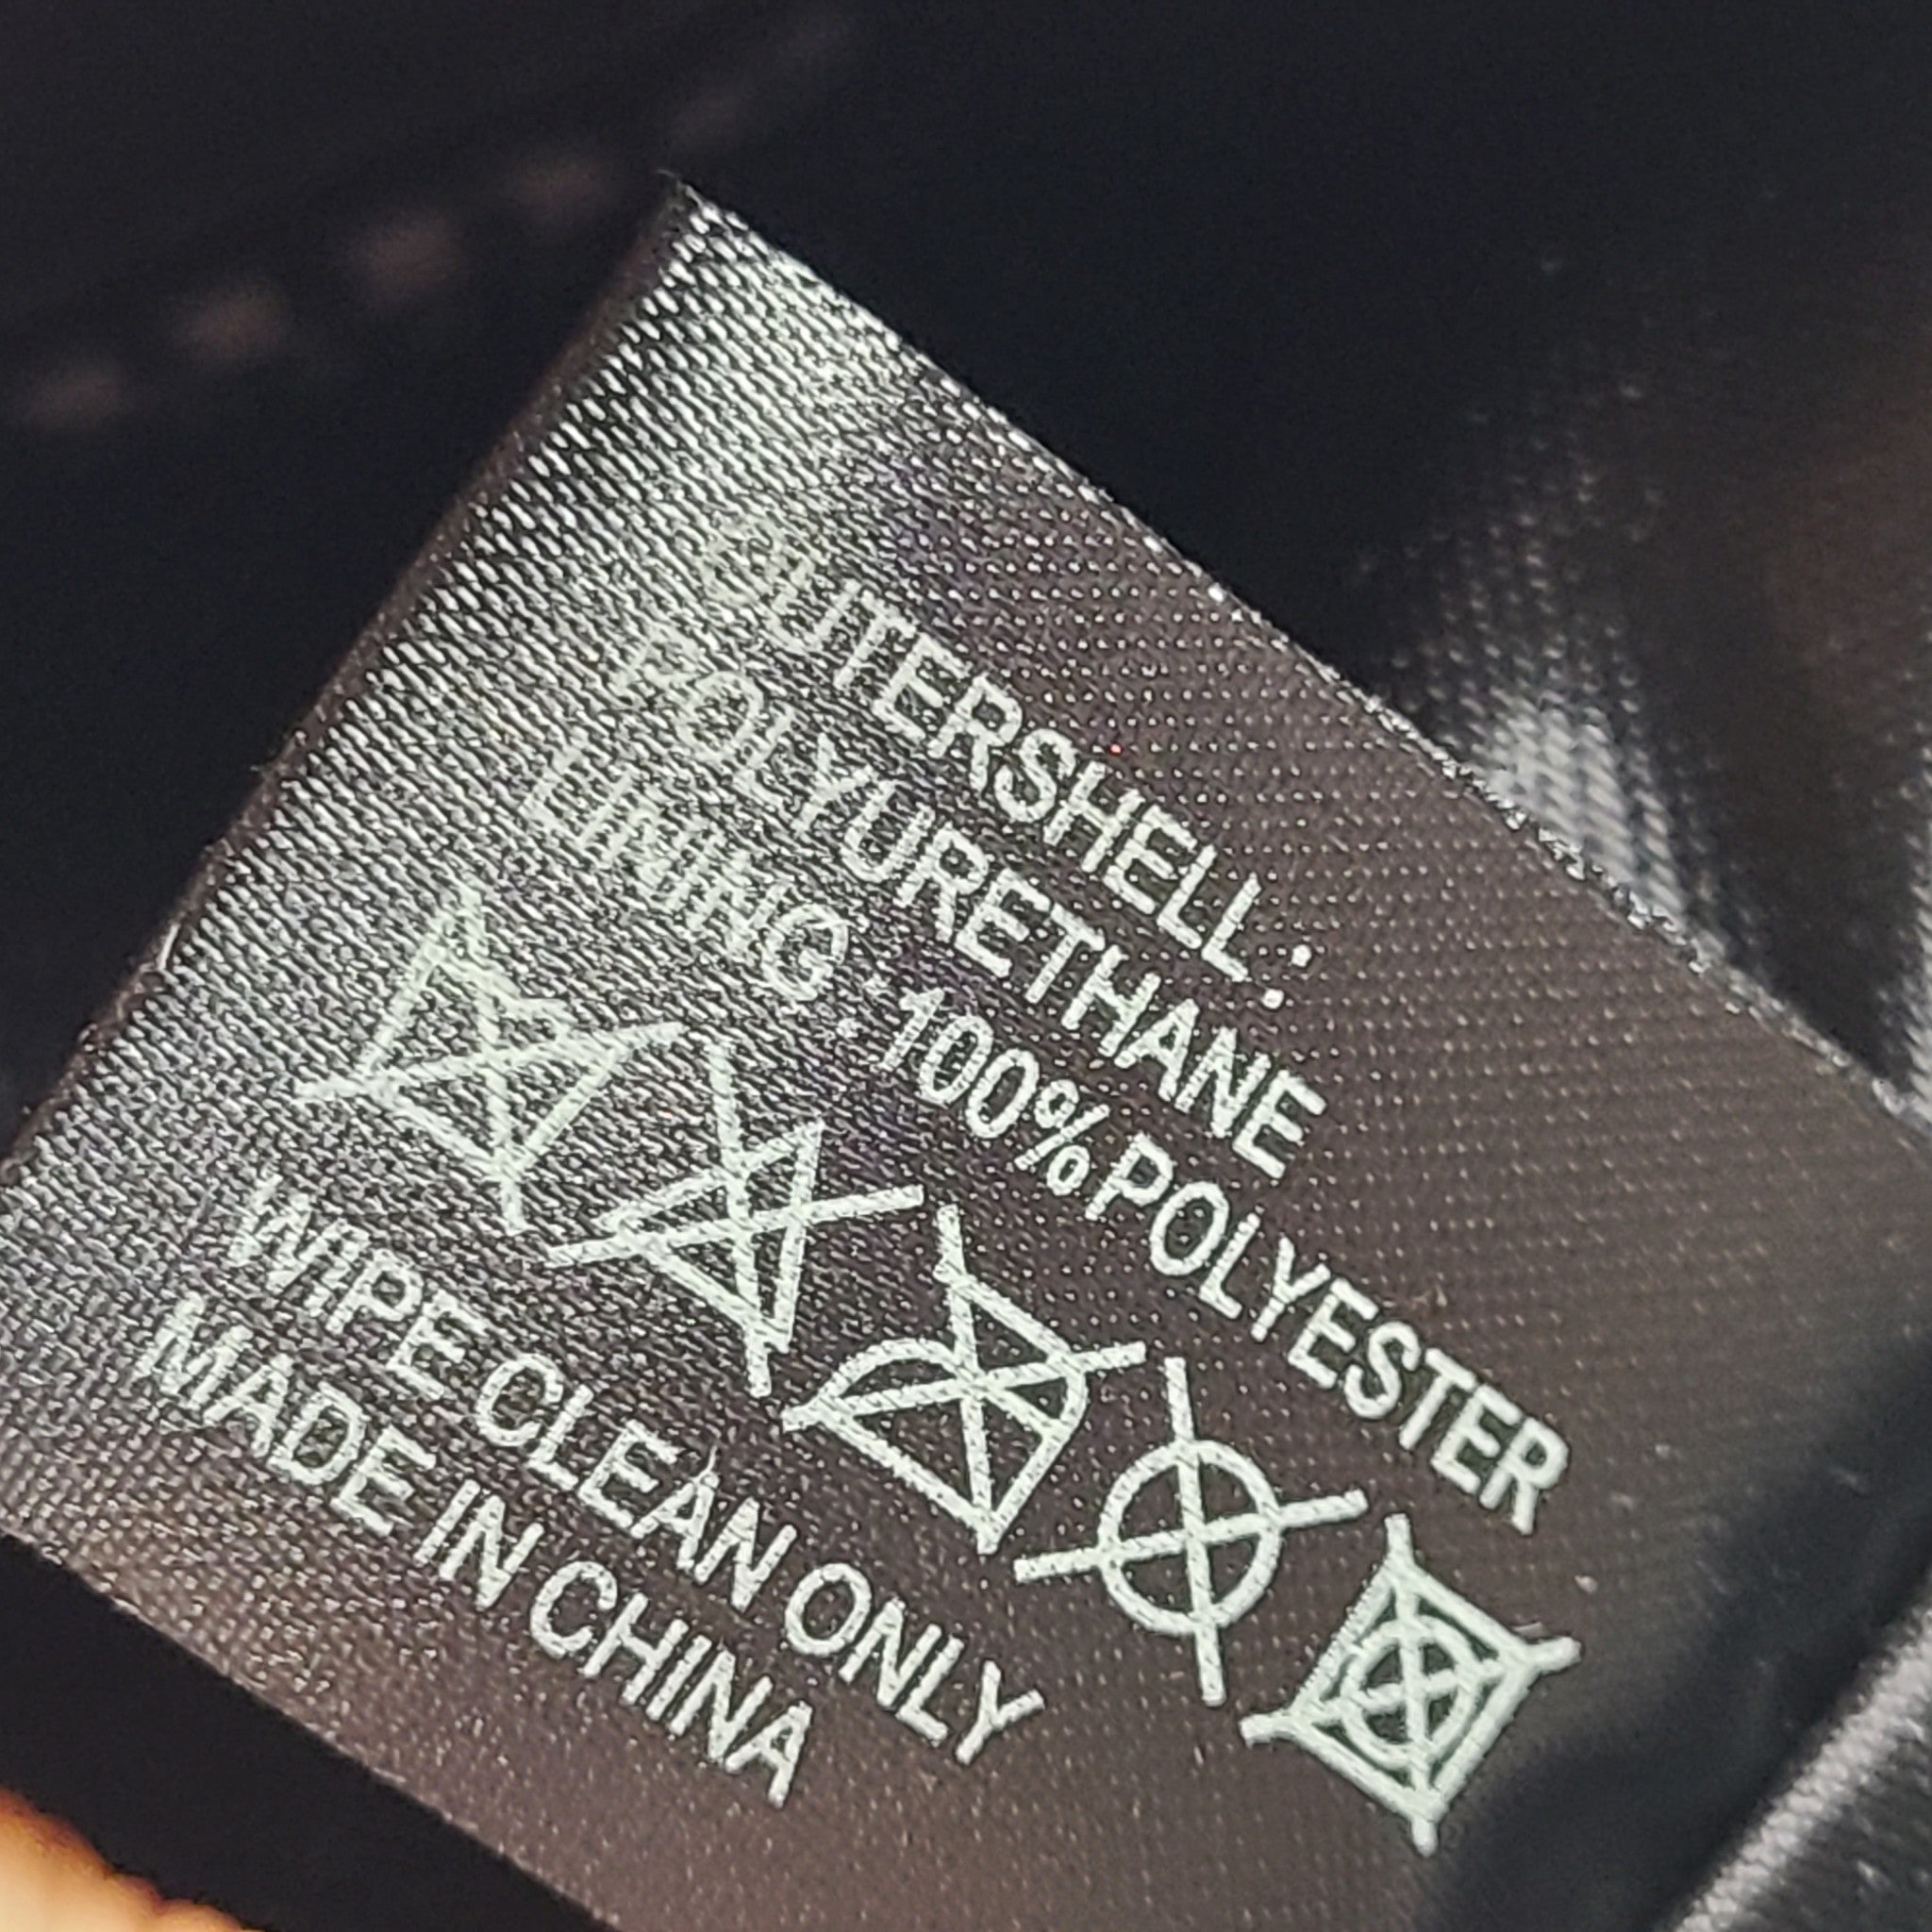 OUTERSHELL :
POLYURETHANE
LINING : 100% POLYESTER
WIPE CLEAN ONLY
MADE IN CHINA